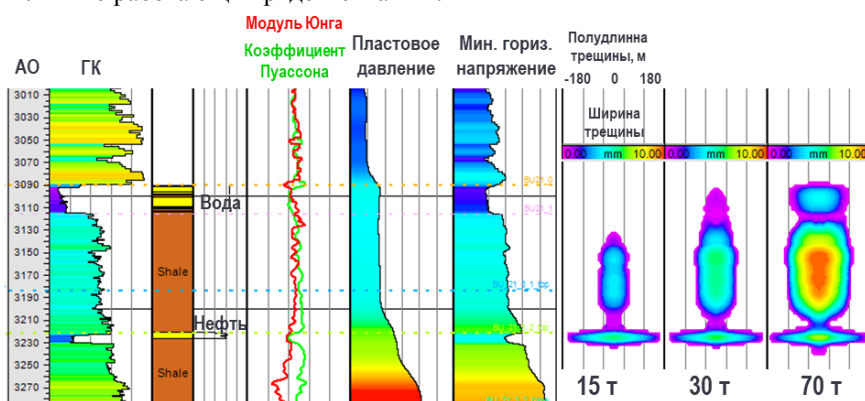 Модуль Юнга
Коэффициент
Пуассона
Пластовое
давление
Мин. гориз.
напряжение
Полудлинна
трещины, м
-180 0 180
АО ГК
Ширина
трещины
0.00 mm 10.00 0.00 mm 10.00 0.00 mm 10.00
3010
3030
3050
3070
3090
3110
3130
3150
3170
3190
3210
3230
3250
3270
Вода
Shale
Нефть
Shale
15 т 30 т 70 т